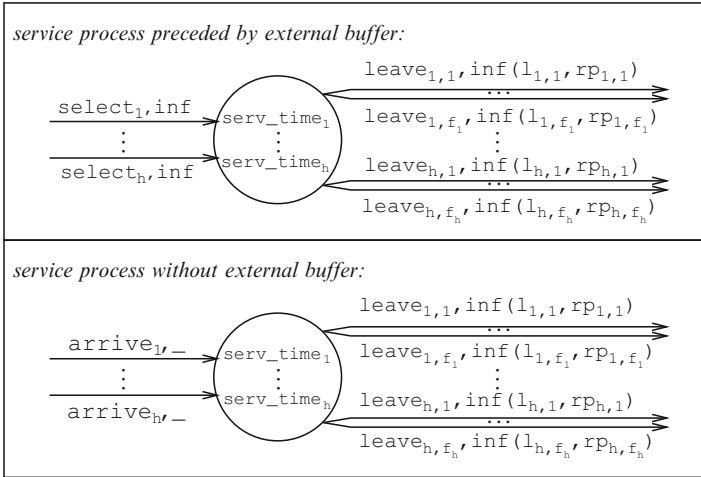 service process preceded by external buffer:
leave₁,₁,inf(l₁,₁,rp₁,₁)
...
select₁,inf
serv_time₁
leave₁,f₁,inf(l₁,f₁,rp₁,f₁)
⋮ ⋮ ⋮
serv_timeₕ
leaveₕ,₁,inf(lₕ,₁,rpₕ,₁)
selectₕ,inf
...
leaveₕ,fₕ,inf(lₕ,fₕ,rpₕ,fₕ)
service process without external buffer:
leave₁,₁,inf(l₁,₁,rp₁,₁)
...
arrive₁,_
serv_time₁
leave₁,f₁,inf(l₁,f₁,rp₁,f₁)
⋮ ⋮ ⋮
serv_timeₕ
leaveₕ,₁,inf(lₕ,₁,rpₕ,₁)
arriveₕ,_
...
leaveₕ,fₕ,inf(lₕ,fₕ,rpₕ,fₕ)